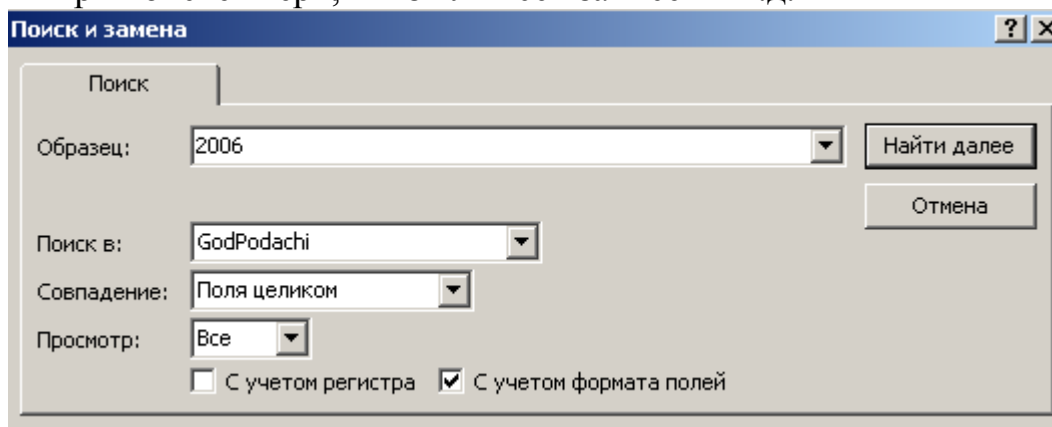 Поиск и замена
Поиск
Образец: 2006 Найти далее
Отмена
Поиск в: GodPodachi
Совпадение: Поля целиком
Просмотр: Все
С учетом регистра С учетом формата полей